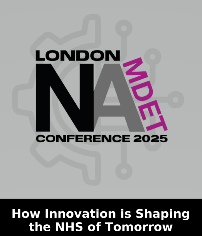 LONDON
NA
MDET
CONFERENCE 2025
How Innovation is Shaping
the NHS of Tomorrow